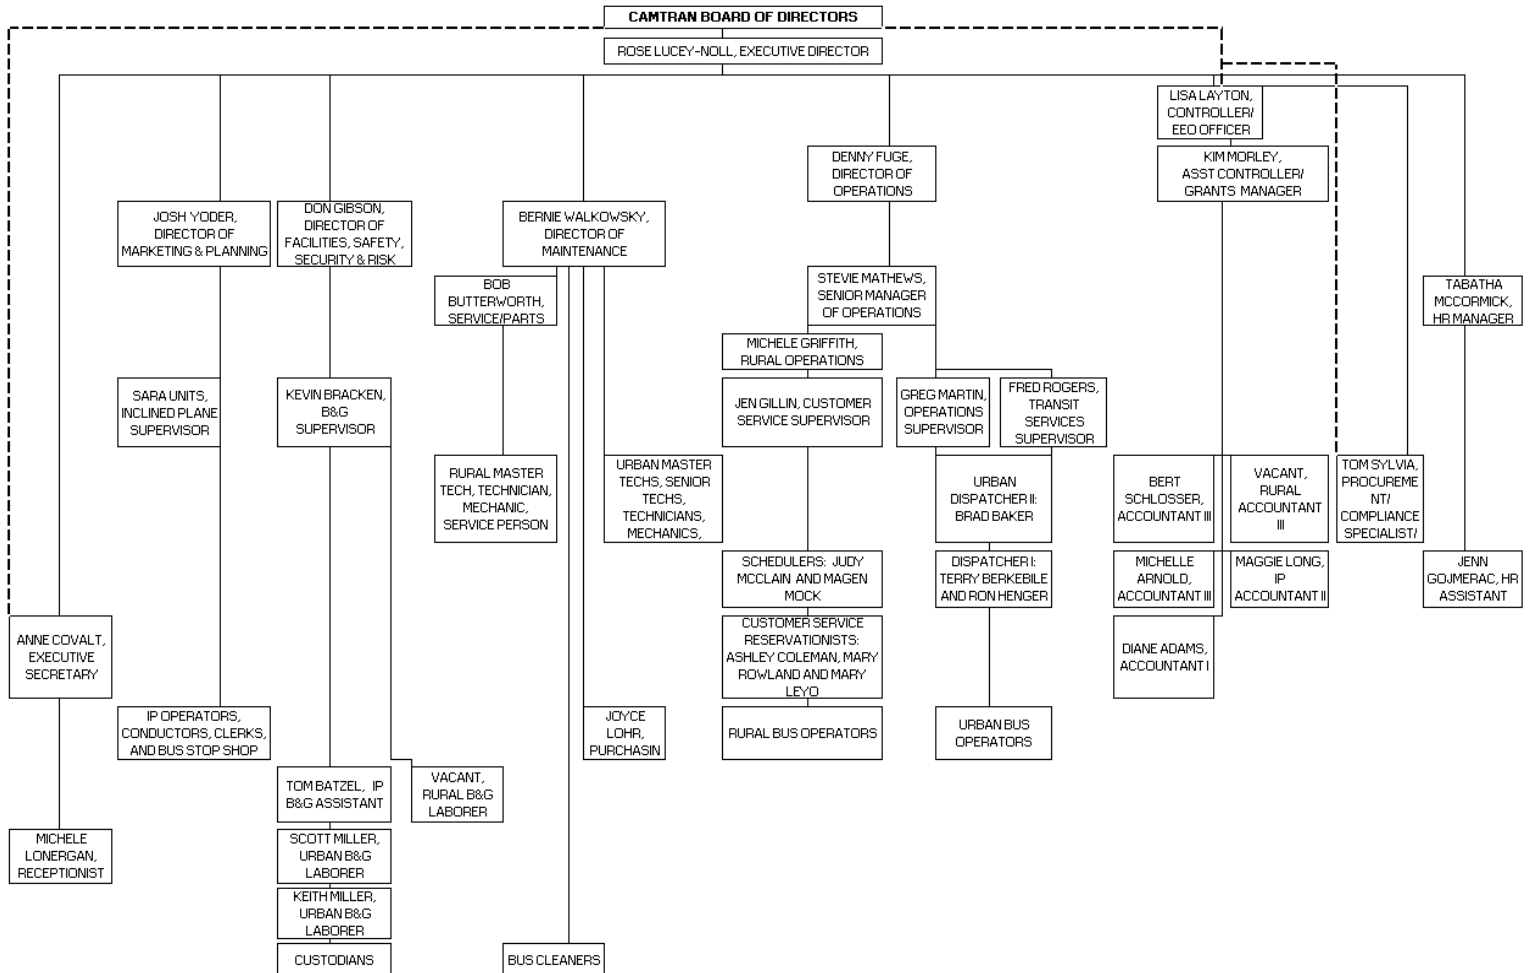 CAMTRAN BOARD OF DIRECTORS
ROSE LUCEY-NOLL, EXECUTIVE DIRECTOR
LISA LAYTON,
CONTROLLER/
EEO OFFICER
DENNY FUGE,
DIRECTOR OF
OPERATIONS
KIM MORLEY,
ASST CONTROLLER/
GRANTS MANAGER
JOSH YODER,
DIRECTOR OF
MARKETING & PLANNING
DON GIBSON,
DIRECTOR OF
FACILITIES, SAFETY,
SECURITY & RISK
BERNIE WALKOWSKY,
DIRECTOR OF
MAINTENANCE
BOB
BUTTERWORTH,
SERVICE/PARTS
STEVIE MATHEWS,
SENIOR MANAGER
OF OPERATIONS
TABATHA
MCCORMICK,
HR MANAGER
MICHELE GRIFFITH,
RURAL OPERATIONS
SARA UNITS,
INCLINED PLANE
SUPERVISOR
KEVIN BRACKEN,
B&G
SUPERVISOR
JEN GILLIN, CUSTOMER
SERVICE SUPERVISOR
GREG MARTIN,
OPERATIONS
SUPERVISOR
FRED ROGERS,
TRANSIT
SERVICES
SUPERVISOR
RURAL MASTER
TECH, TECHNICIAN,
MECHANIC,
SERVICE PERSON
URBAN MASTER
TECHS, SENIOR
TECHS,
TECHNICIANS,
MECHANICS,
URBAN
DISPATCHER II:
BRAD BAKER
BERT
SCHLOSSER,
ACCOUNTANT III
VACANT,
RURAL
ACCOUNTANT
III
TOM SYLVIA,
PROCUREME
NT/
COMPLIANCE
SPECIALIST/
SCHEDULERS: JUDY
MCCLAIN AND MAGEN
MOCK
DISPATCHER I:
TERRY BERKEBILE
AND RON HENGER
MICHELLE
ARNOLD,
ACCOUNTANT III
MAGGIE LONG,
IP
ACCOUNTANT II
JENN
GOJMERAC, HR
ASSISTANT
ANNE COVALT,
EXECUTIVE
SECRETARY
CUSTOMER SERVICE
RESERVATIONISTS:
ASHLEY COLEMAN, MARY
ROWLAND AND MARY
LEYO
DIANE ADAMS,
ACCOUNTANT I
IP OPERATORS,
CONDUCTORS, CLERKS,
AND BUS STOP SHOP
JOYCE
LOHR,
PURCHASIN
RURAL BUS OPERATORS
URBAN BUS
OPERATORS
TOM BATZEL, IP
B&G ASSISTANT
VACANT,
RURAL B&G
LABORER
MICHELE
LONERGAN,
RECEPTIONIST
SCOTT MILLER,
URBAN B&G
LABORER
KEITH MILLER,
URBAN B&G
LABORER
CUSTODIANS
BUS CLEANERS